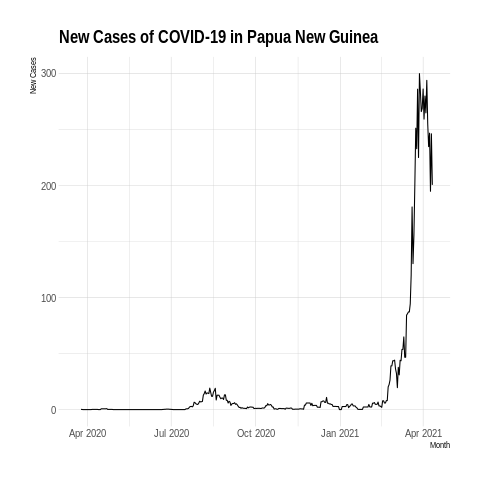 New Cases of COVID-19 in Papua New Guinea
New Cases
300
200
100
0
Apr 2020 Jul 2020 Oct 2020 Jan 2021 Apr 2021
Month